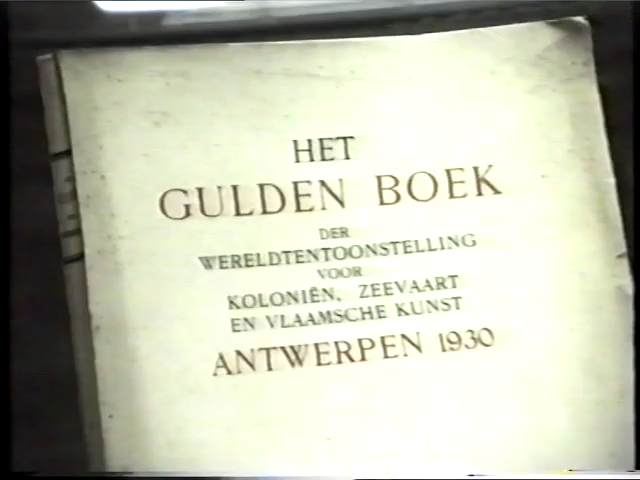 HET
GULDEN BOEK
DER
WERELDTENTOONSTELLING
VOOR
KOLONIËN, ZEEVAART
EN VLAAMSCHE KUNST
ANTWERPEN 1930